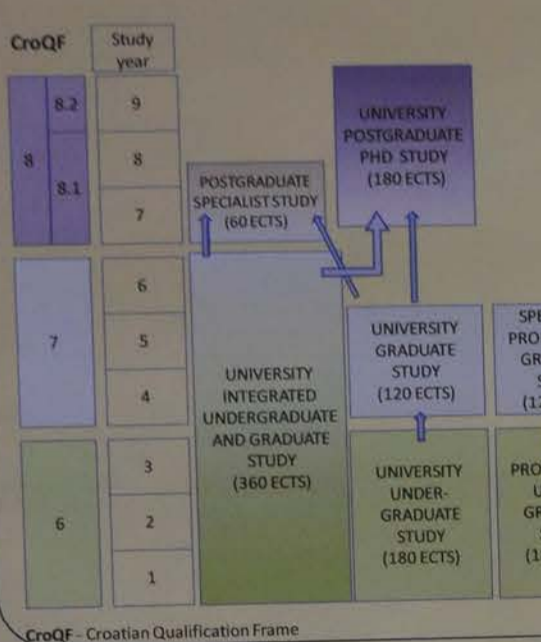 CroQF
Study
year
8
8.2
8.1
7
6
9
8
7
6
5
4
3
2
1
POSTGRADUATE
SPECIALIST STUDY
(60 ECTS)
UNIVERSITY
POSTGRADUATE
PHD STUDY
(180 ECTS)
UNIVERSITY
INTEGRATED
UNDERGRADUATE
AND GRADUATE
STUDY
(360 ECTS)
UNIVERSITY
GRADUATE
STUDY
(120 ECTS)
UNIVERSITY
UNDER-
GRADUATE
STUDY
(180 ECTS)
CroQF - Croatian Qualification Frame